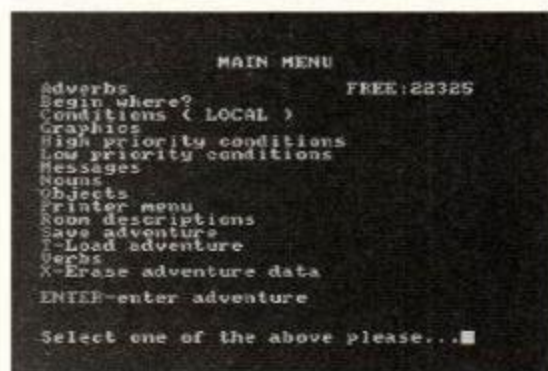 MAIN MENU
Adverbs FREE:22325
Begin where?
Conditions ( LOCAL )
Graphics
High priority conditions
Low priority conditions
Messages
Nouns
Objects
Printer menu
Room descriptions
Save adventure
T-Load adventure
Verbs
X-Erase adventure data
ENTER-enter adventure
Select one of the above please...